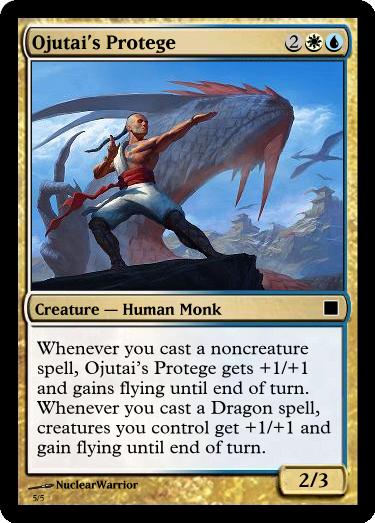 Ojutai's Protege 2
Creature — Human Monk
Whenever you cast a noncreature
spell, Ojutai's Protege gets +1/+1
and gains flying until end of turn.
Whenever you cast a Dragon spell,
creatures you control get +1/+1 and
gain flying until end of turn.
2/3
NuclearWarrior
5/5